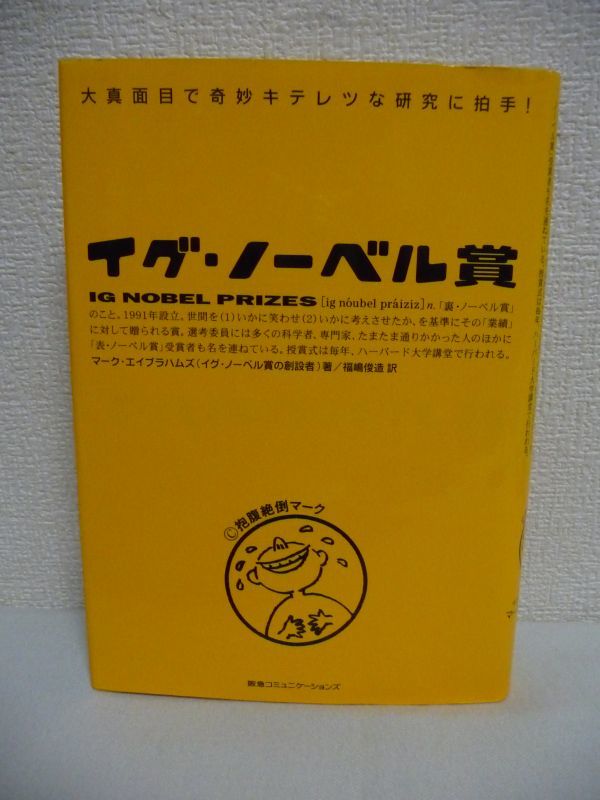 大真面目で奇妙キテレツな研究に拍手!
イグ・ノーベル賞
IG NOBEL PRIZES [ig nóubel práiziz] n.「裏・ノーベル賞」
のこと。1991年設立。世間を(1)いかに笑わせ(2)いかに考えさせたか、を基準にその「業績」
に対して贈られる賞。選考委員には多くの科学者、専門家、たまたま通りかかった人のほかに
「表・ノーベル賞」受賞者も名を連ねている。授賞式は毎年、ハーバード大学講堂で行われる。
マーク・エイブラハムズ(イグ・ノーベル賞の創設者)著/福嶋俊造 訳
©抱腹絶倒マーク
阪急コミュニケーションズ